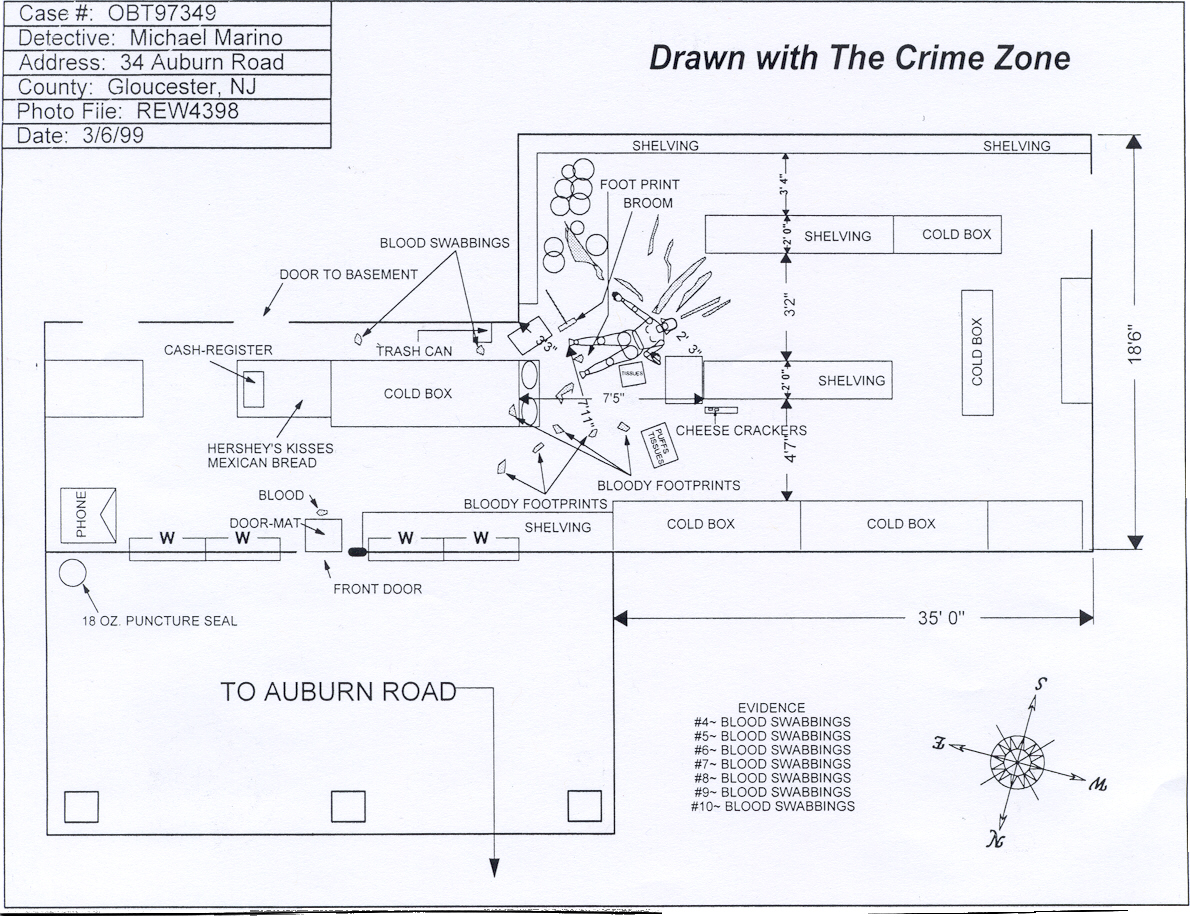 Case #: OBT97349
Detective: Michael Marino
Address: 34 Auburn Road
County: Gloucester, NJ
Photo File: REW4398
Date: 3/6/99
Drawn with The Crime Zone
SHELVING
SHELVING
FOOT PRINT
BROOM
3' 4"
BLOOD SWABBINGS
2' 0"
SHELVING
COLD BOX
DOOR TO BASEMENT
3'2"
18'6"
CASH-REGISTER
TRASH CAN
3'3"
2' 3"
COLD BOX
COLD BOX
TISSUES
2' 0"
SHELVING
7'5"
7'11"
HERSHEY'S KISSES
MEXICAN BREAD
CHEESE CRACKERS
PUFFS
TISSUES
4'7"
BLOODY FOOTPRINTS
BLOODY FOOTPRINTS
PHONE
BLOOD
DOOR-MAT
SHELVING
COLD BOX
COLD BOX
W
W
W
W
FRONT DOOR
18 OZ. PUNCTURE SEAL
35' 0"
TO AUBURN ROAD
EVIDENCE
#4~ BLOOD SWABBINGS
#5~ BLOOD SWABBINGS
#6~ BLOOD SWABBINGS
#7~ BLOOD SWABBINGS
#8~ BLOOD SWABBINGS
#9~ BLOOD SWABBINGS
#10~ BLOOD SWABBINGS
S
E
W
N